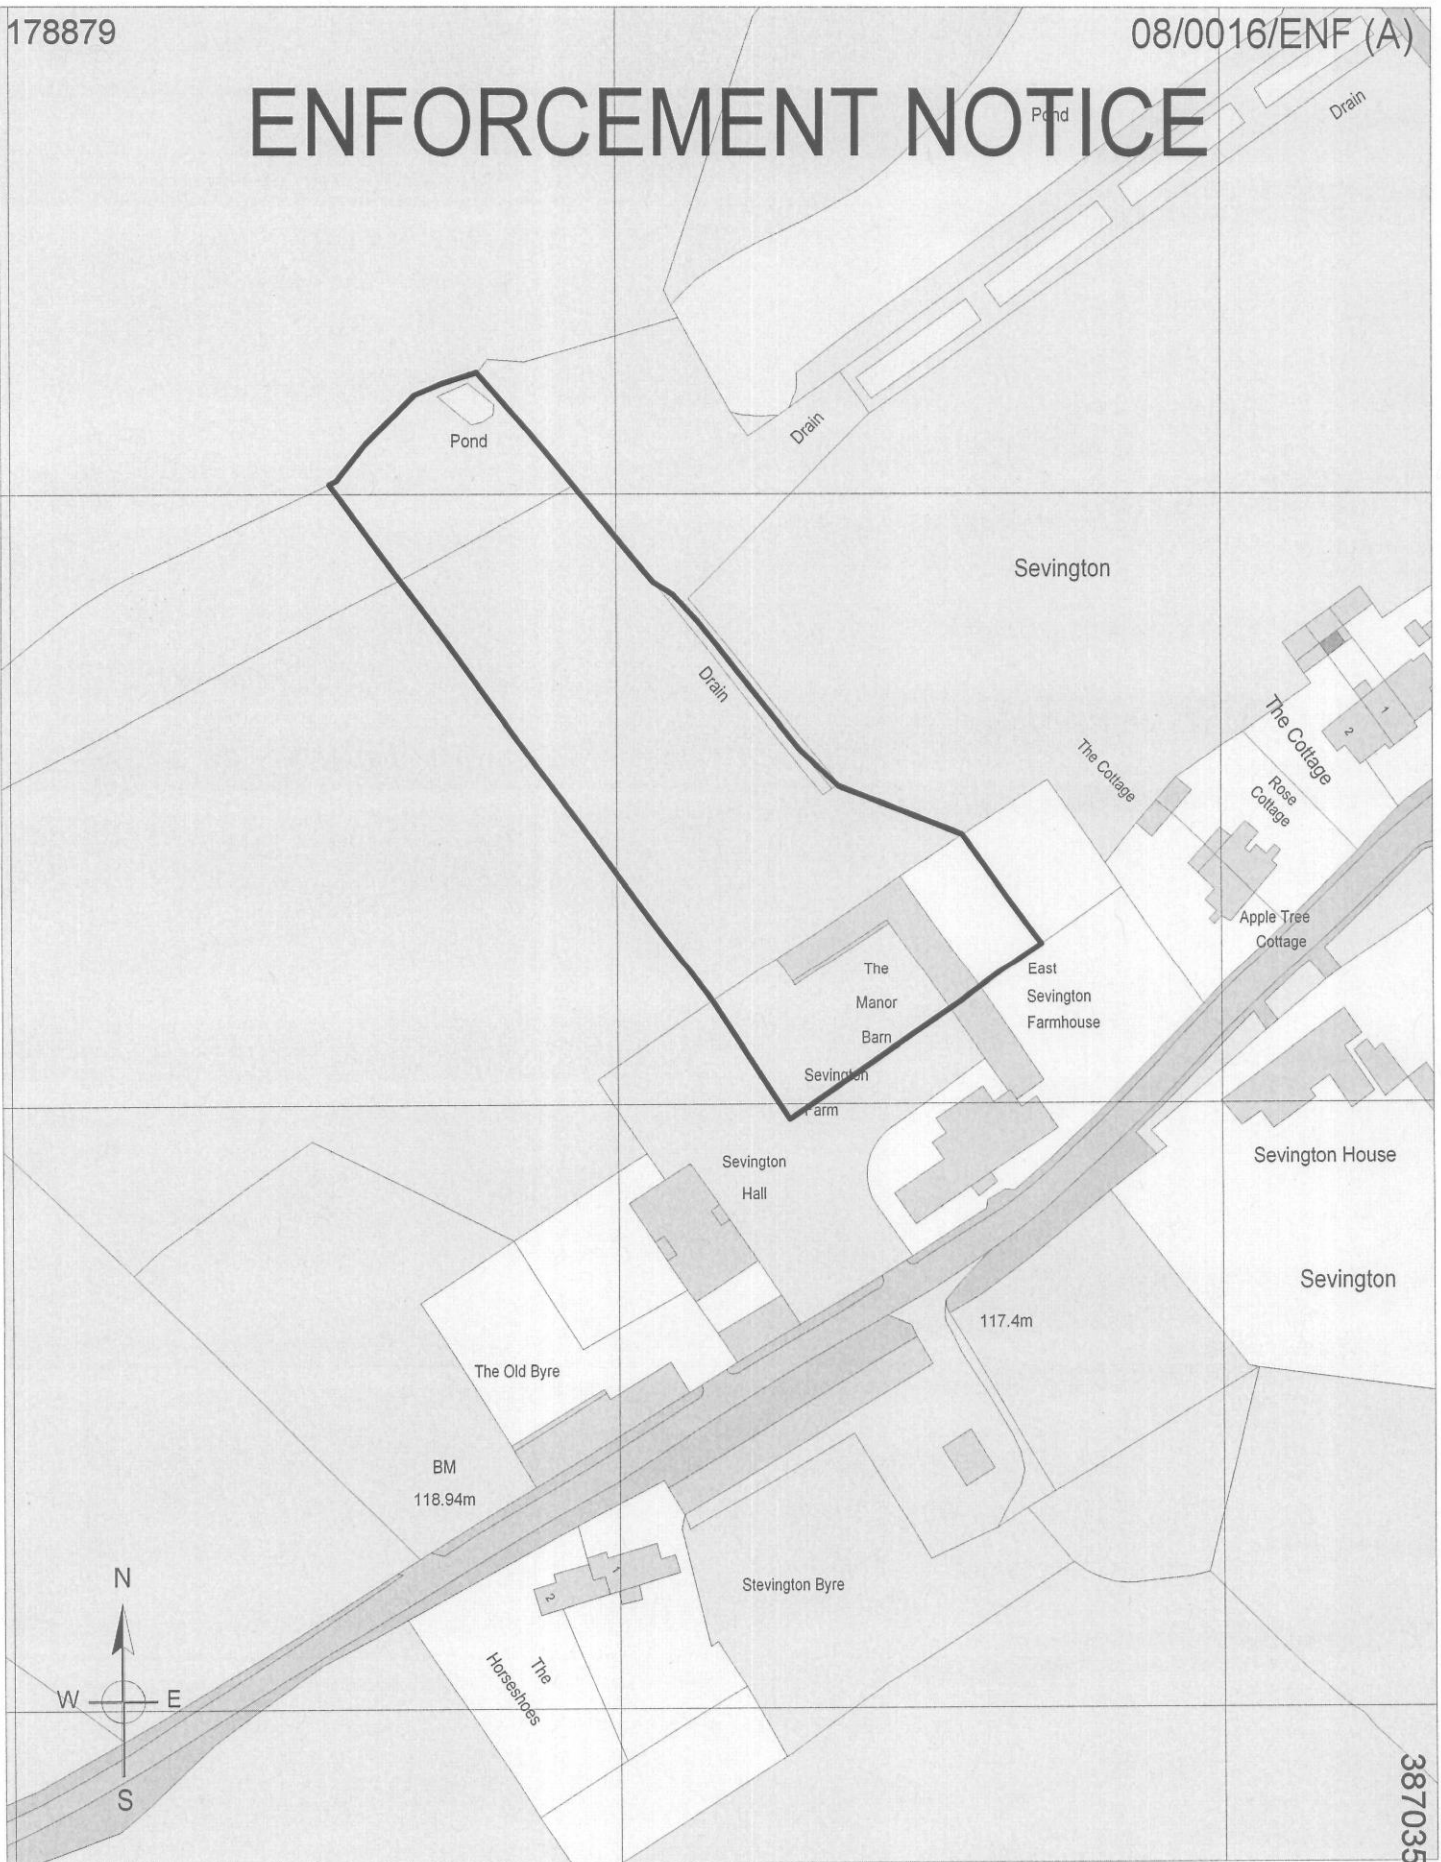 178879
08/0016/ENF (A)
ENFORCEMENT NOTICE
Pond
Drain
Drain
Pond
Sevington
Drain
The Cottage
The Cottage
Rose
Cottage
1
2
Apple Tree
Cottage
The
Manor
Barn
East
Sevington
Farmhouse
Sevington
Farm
Sevington
Hall
Sevington House
Sevington
117.4m
The Old Byre
BM
118.94m
Stevington Byre
1
2
The
Horseshoes
N
W
E
S
387035